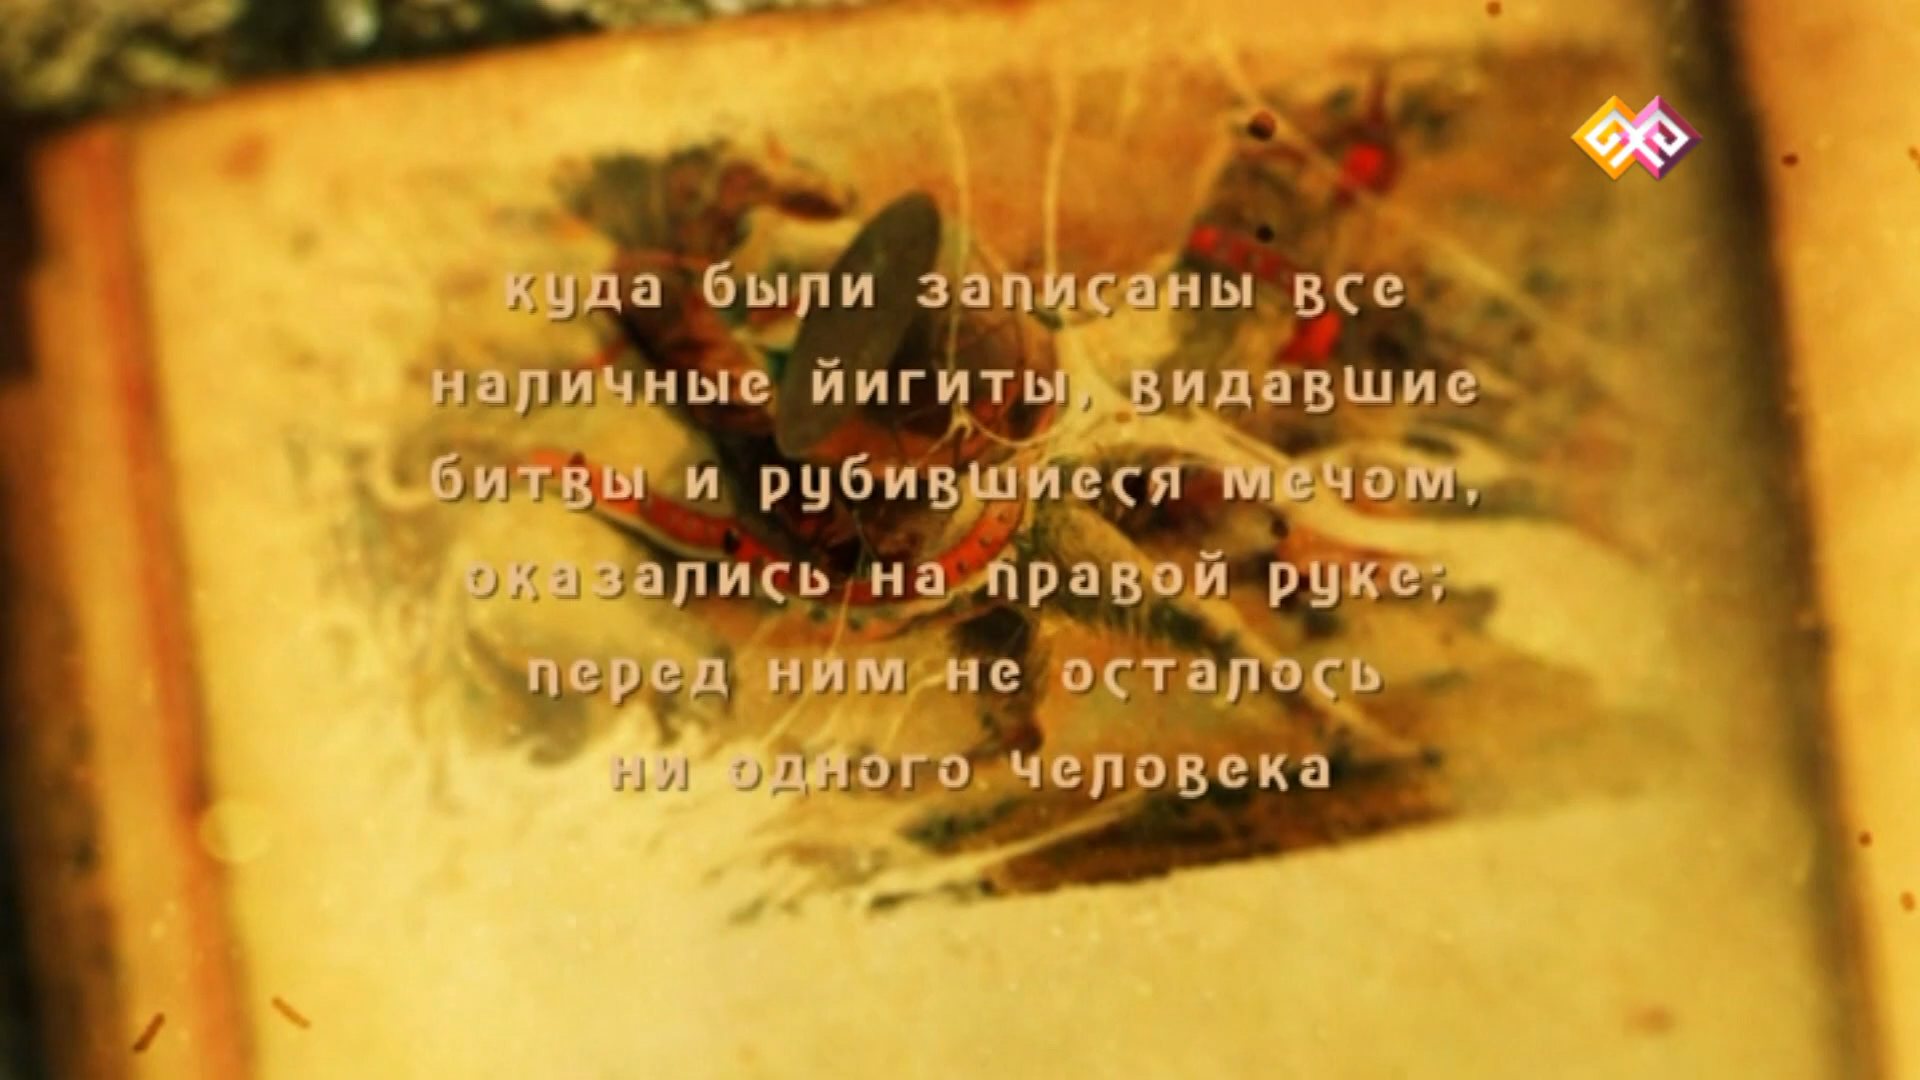 куда были записаны все
наличные йигиты, видавшие
битвы и рубившиеся мечом,
оказались на правой руке;
перед ним не осталось
ни одного человека